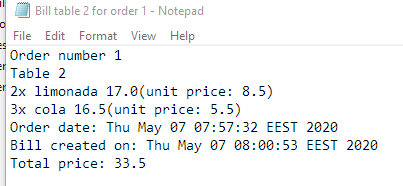 Bill table 2 for order 1 - Notepad
File Edit Format View Help
Order number 1
Table 2
2x limonada 17.0(unit price: 8.5)
3x cola 16.5(unit price: 5.5)
Order date: Thu May 07 07:57:32 EEST 2020
Bill created on: Thu May 07 08:00:53 EEST 2020
Total price: 33.5